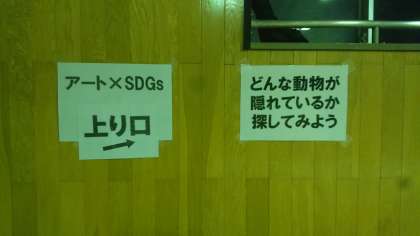 アート×SDGs
上り口
どんな動物が
隠れているか
探してみよう